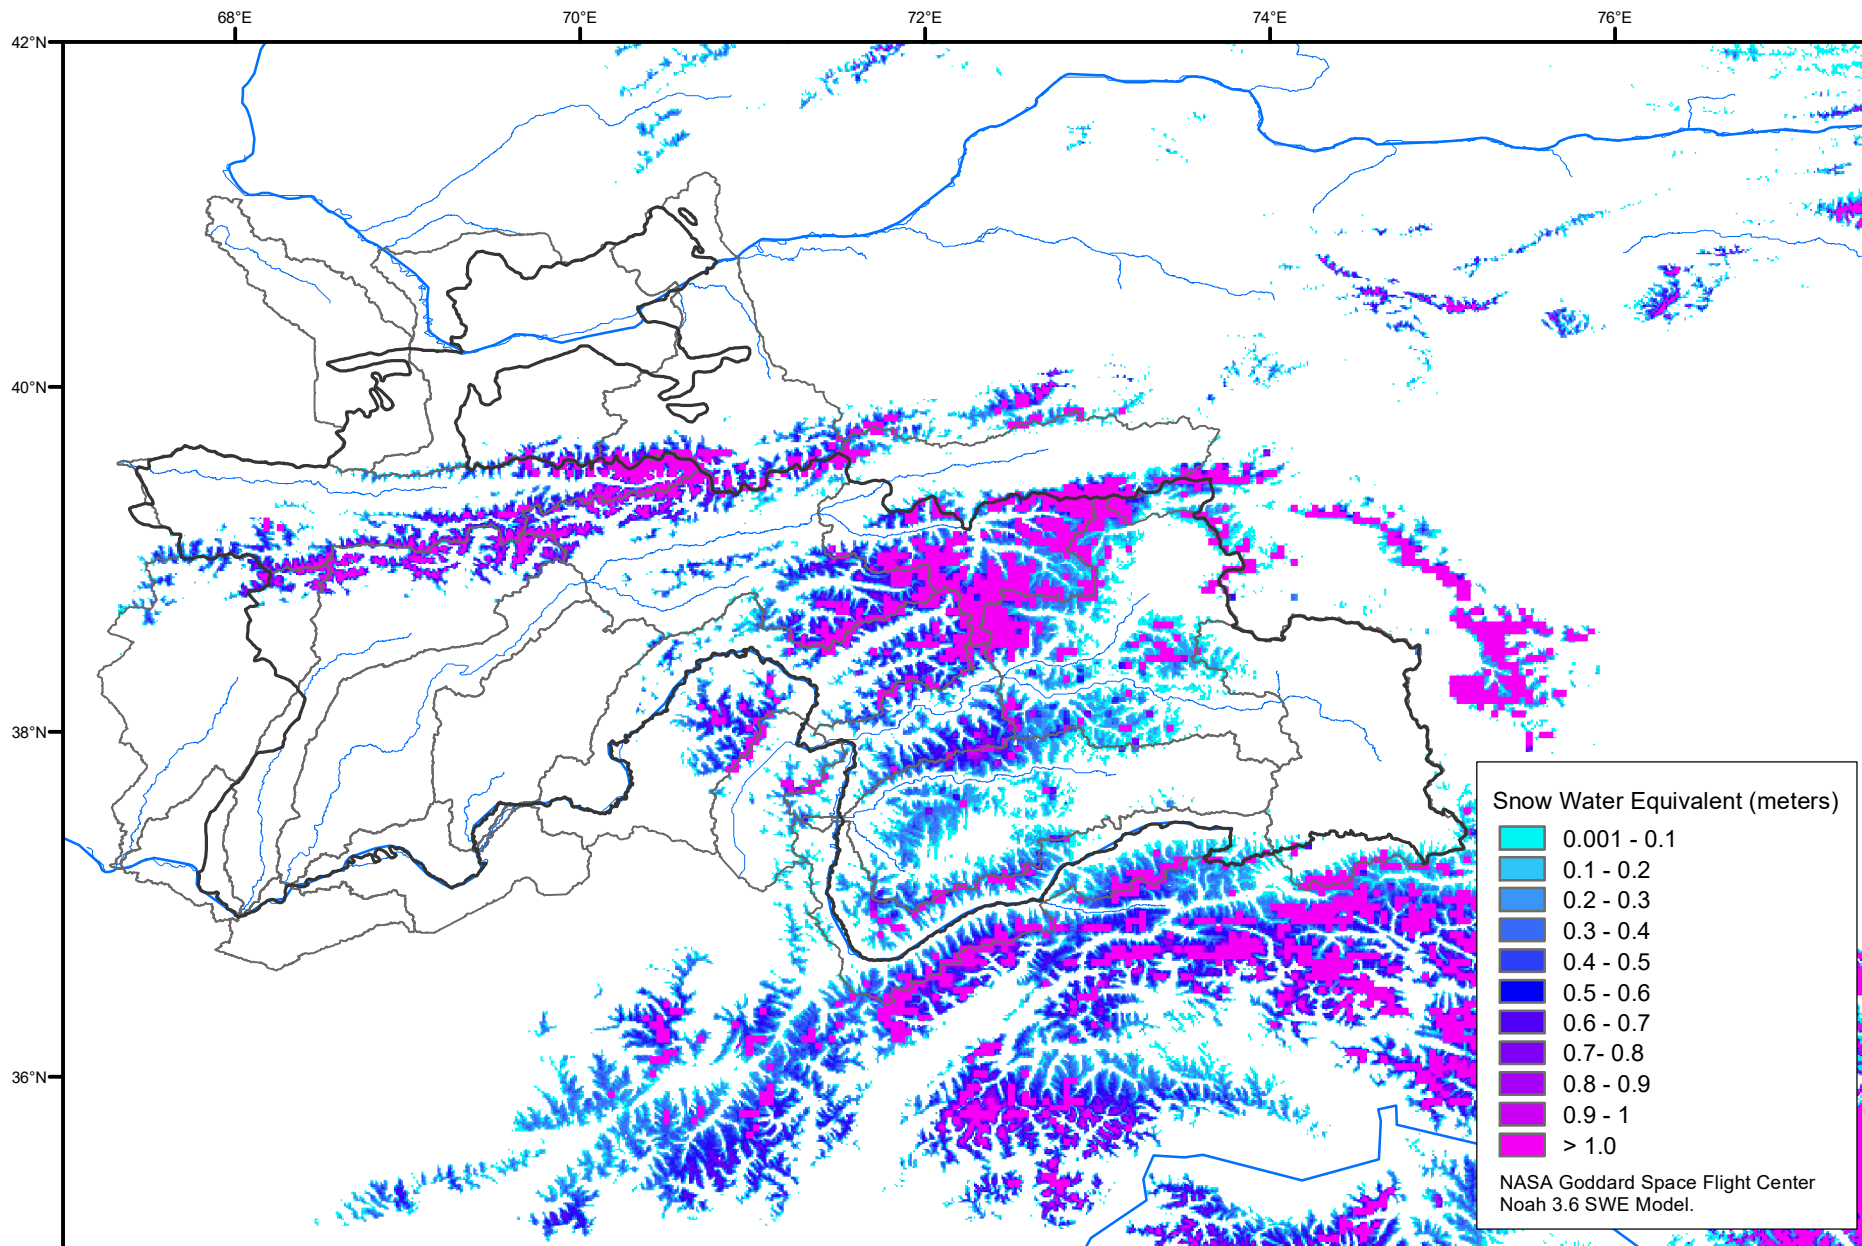 68°E 70°E 72°E 74°E 76°E
42°N
40°N
38°N
36°N
Snow Water Equivalent (meters)
0.001 - 0.1
0.1 - 0.2
0.2 - 0.3
0.3 - 0.4
0.4 - 0.5
0.5 - 0.6
0.6 - 0.7
0.7- 0.8
0.8 - 0.9
0.9 - 1
> 1.0
NASA Goddard Space Flight Center
Noah 3.6 SWE Model.